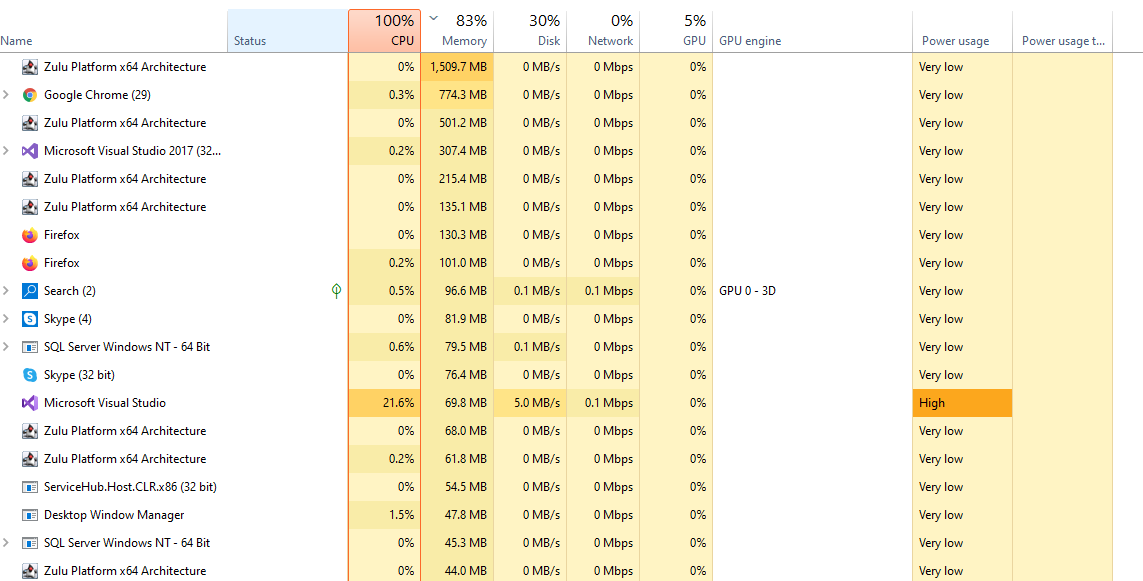 100% 83% 30% 0% 5%
Name Status CPU Memory Disk Network GPU GPU engine Power usage Power usage t...
Zulu Platform x64 Architecture 0% 1,509.7 MB 0 MB/s 0 Mbps 0% Very low
Google Chrome (29) 0.3% 774.3 MB 0 MB/s 0 Mbps 0% Very low
Zulu Platform x64 Architecture 0% 501.2 MB 0 MB/s 0 Mbps 0% Very low
Microsoft Visual Studio 2017 (32... 0.2% 307.4 MB 0 MB/s 0 Mbps 0% Very low
Zulu Platform x64 Architecture 0% 215.4 MB 0 MB/s 0 Mbps 0% Very low
Zulu Platform x64 Architecture 0% 135.1 MB 0 MB/s 0 Mbps 0% Very low
Firefox 0% 130.3 MB 0 MB/s 0 Mbps 0% Very low
Firefox 0.2% 101.0 MB 0 MB/s 0 Mbps 0% Very low
Search (2) 0.5% 96.6 MB 0.1 MB/s 0.1 Mbps 0% GPU 0 - 3D Very low
Skype (4) 0% 81.9 MB 0 MB/s 0 Mbps 0% Very low
SQL Server Windows NT - 64 Bit 0.6% 79.5 MB 0.1 MB/s 0 Mbps 0% Very low
Skype (32 bit) 0% 76.4 MB 0 MB/s 0 Mbps 0% Very low
Microsoft Visual Studio 21.6% 69.8 MB 5.0 MB/s 0.1 Mbps 0% High
Zulu Platform x64 Architecture 0% 68.0 MB 0 MB/s 0 Mbps 0% Very low
Zulu Platform x64 Architecture 0.2% 61.8 MB 0 MB/s 0 Mbps 0% Very low
ServiceHub.Host.CLR.x86 (32 bit) 0% 54.5 MB 0 MB/s 0 Mbps 0% Very low
Desktop Window Manager 1.5% 47.8 MB 0 MB/s 0 Mbps 0% Very low
SQL Server Windows NT - 64 Bit 0% 45.3 MB 0 MB/s 0 Mbps 0% Very low
Zulu Platform x64 Architecture 0% 44.0 MB 0 MB/s 0 Mbps 0% Very low